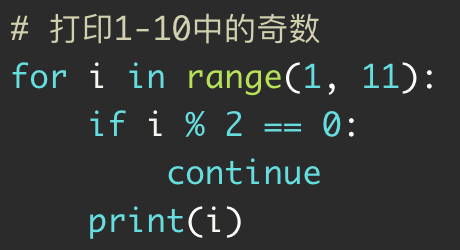 # 打印1-10中的奇数
for i in range(1, 11):
    if i % 2 == 0:
        continue
    print(i)